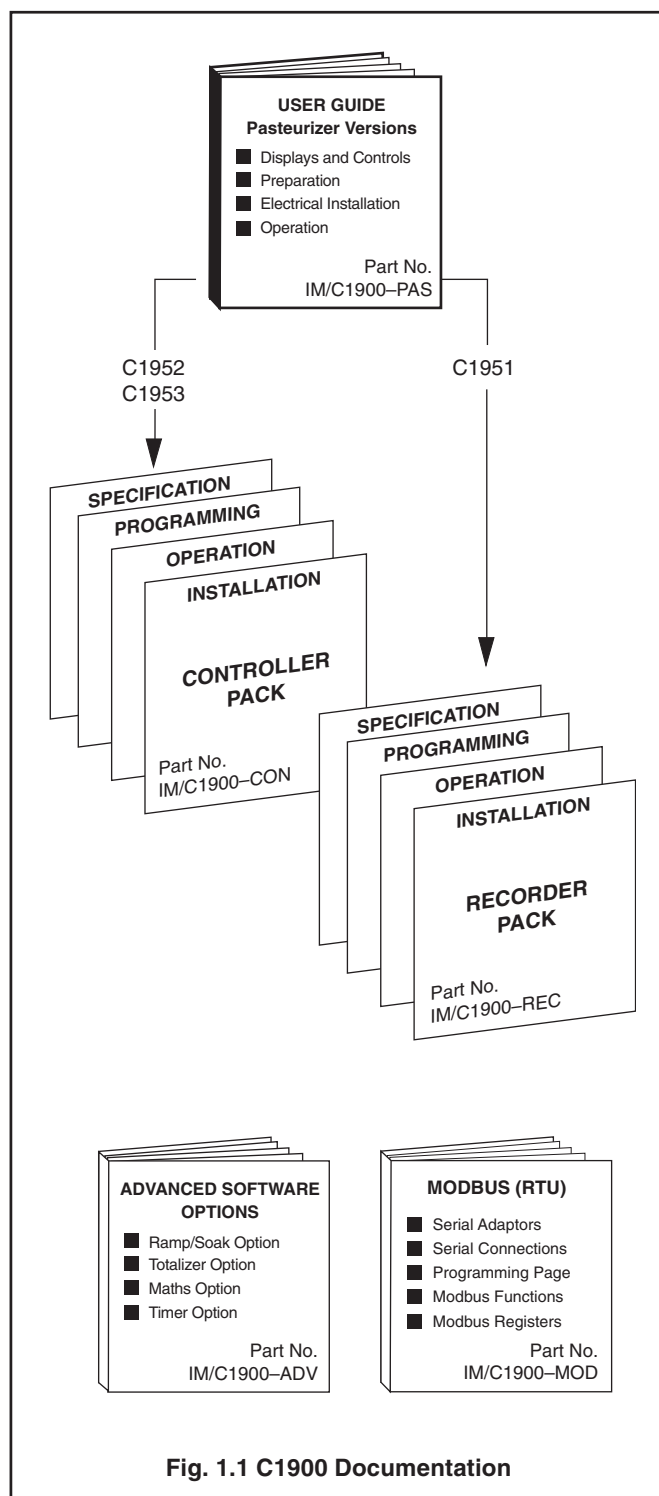 USER GUIDE
Pasteurizer Versions
Displays and Controls
Preparation
Electrical Installation
Operation
Part No.
IM/C1900–PAS
C1952
C1953
C1951
SPECIFICATION
PROGRAMMING
OPERATION
INSTALLATION
CONTROLLER
PACK
Part No.
IM/C1900–CON
SPECIFICATION
PROGRAMMING
OPERATION
INSTALLATION
RECORDER
PACK
Part No.
IM/C1900–REC
ADVANCED SOFTWARE
OPTIONS
Ramp/Soak Option
Totalizer Option
Maths Option
Timer Option
Part No.
IM/C1900–ADV
MODBUS (RTU)
Serial Adaptors
Serial Connections
Programming Page
Modbus Functions
Modbus Registers
Part No.
IM/C1900–MOD
Fig. 1.1 C1900 Documentation